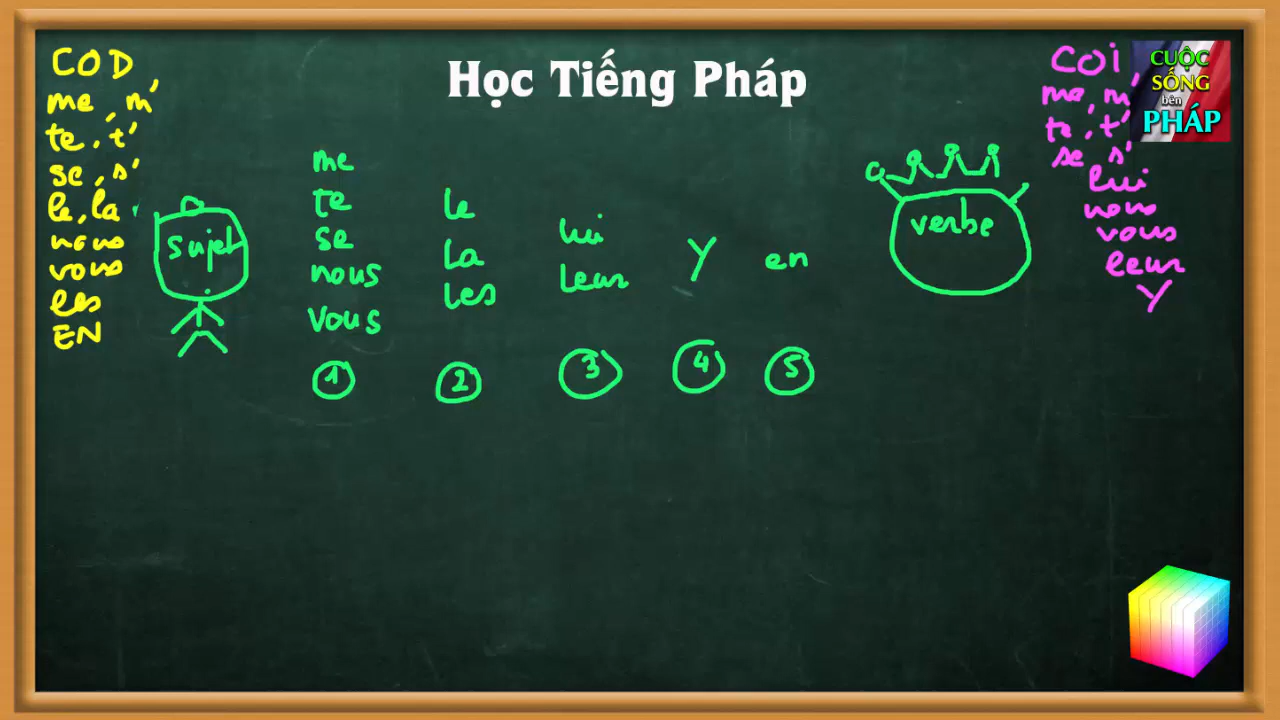 Học Tiếng Pháp
COD
me, m'
te, t'
se, s'
le, la
nous
vous
les
EN
sujet
me
te
se
nous
vous
1
le
la
les
2
lui
leur
3
Y
4
en
5
verbe
COI
me, m'
te, t'
se s'
lui
nous
vous
leur
Y
CUỘC
SỐNG
bên
PHÁP